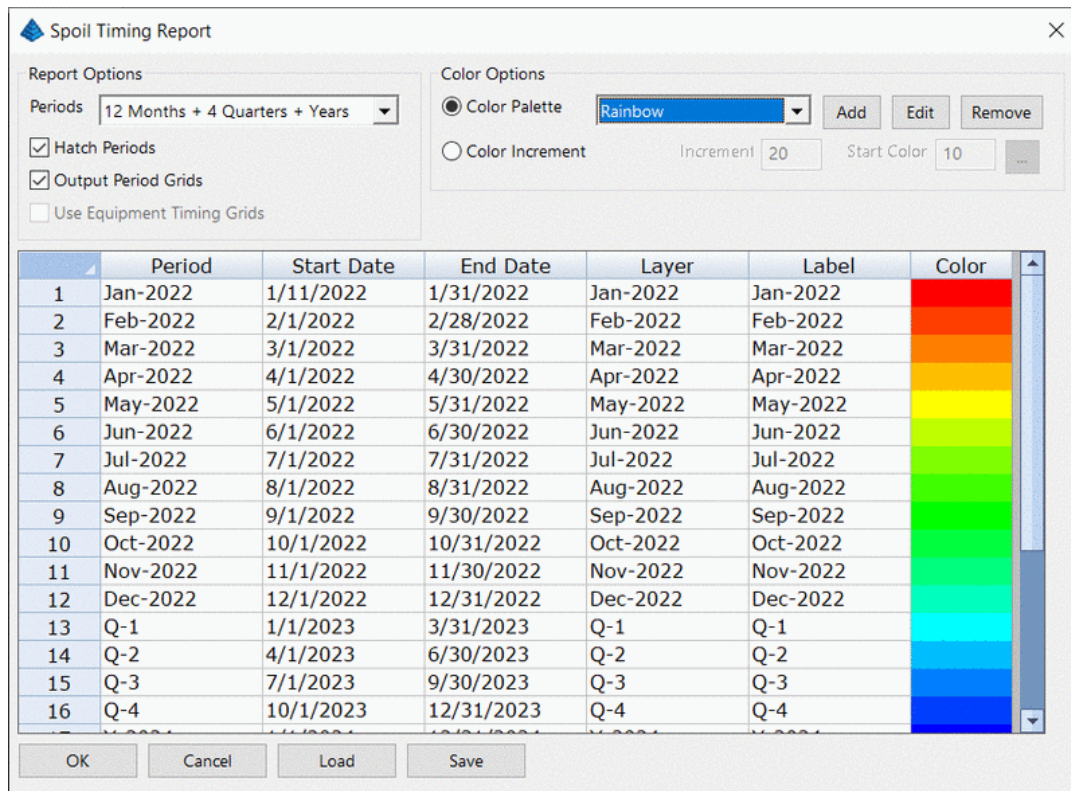 Spoil Timing Report
Report Options
Periods 12 Months + 4 Quarters + Years
Hatch Periods
Output Period Grids
Use Equipment Timing Grids
Color Options
Color Palette Rainbow Add Edit Remove
Color Increment Increment 20 Start Color 10 ...
Period Start Date End Date Layer Label Color
1 Jan-2022 1/11/2022 1/31/2022 Jan-2022 Jan-2022
2 Feb-2022 2/1/2022 2/28/2022 Feb-2022 Feb-2022
3 Mar-2022 3/1/2022 3/31/2022 Mar-2022 Mar-2022
4 Apr-2022 4/1/2022 4/30/2022 Apr-2022 Apr-2022
5 May-2022 5/1/2022 5/31/2022 May-2022 May-2022
6 Jun-2022 6/1/2022 6/30/2022 Jun-2022 Jun-2022
7 Jul-2022 7/1/2022 7/31/2022 Jul-2022 Jul-2022
8 Aug-2022 8/1/2022 8/31/2022 Aug-2022 Aug-2022
9 Sep-2022 9/1/2022 9/30/2022 Sep-2022 Sep-2022
10 Oct-2022 10/1/2022 10/31/2022 Oct-2022 Oct-2022
11 Nov-2022 11/1/2022 11/30/2022 Nov-2022 Nov-2022
12 Dec-2022 12/1/2022 12/31/2022 Dec-2022 Dec-2022
13 Q-1 1/1/2023 3/31/2023 Q-1 Q-1
14 Q-2 4/1/2023 6/30/2023 Q-2 Q-2
15 Q-3 7/1/2023 9/30/2023 Q-3 Q-3
16 Q-4 10/1/2023 12/31/2023 Q-4 Q-4
OK Cancel Load Save